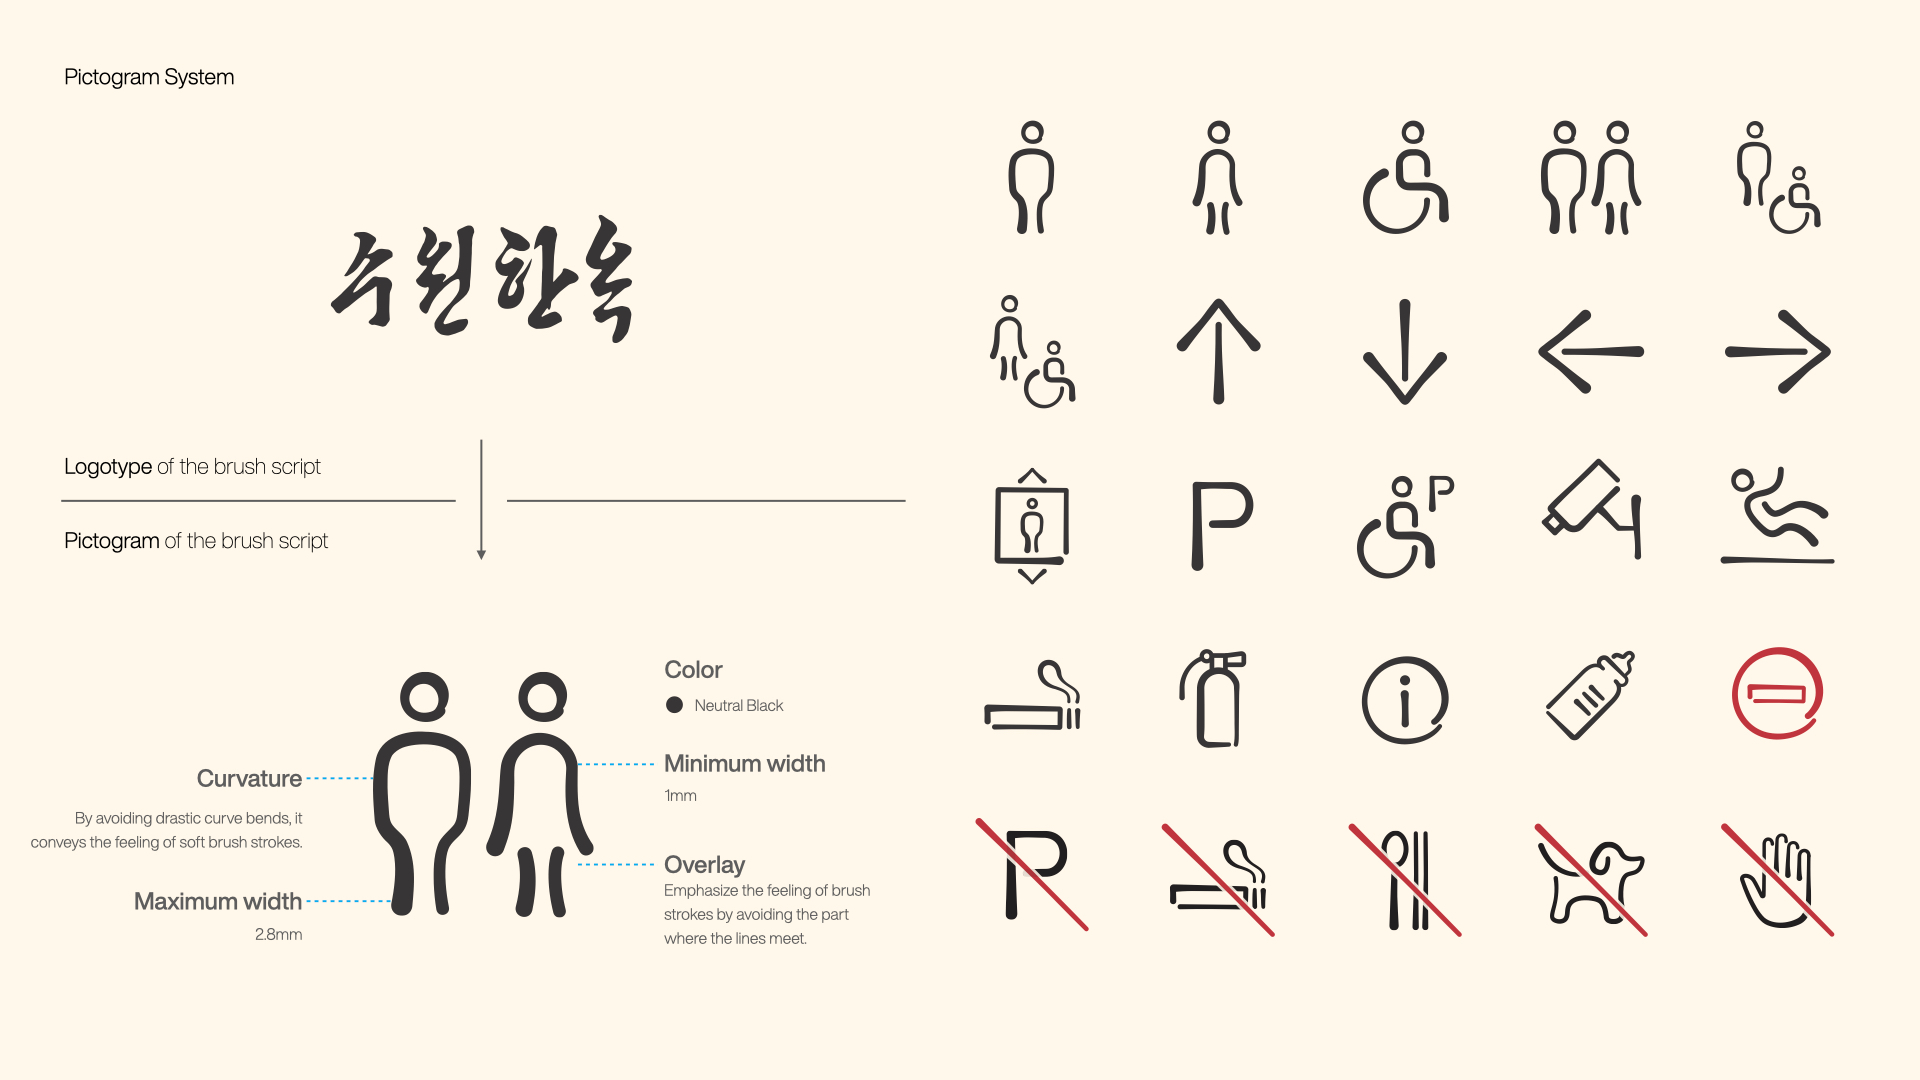 Pictogram System
수원한옥
Logotype of the brush script
Pictogram of the brush script
Color
Neutral Black
Curvature
By avoiding drastic curve bends, it
conveys the feeling of soft brush strokes.
Maximum width
2.8mm
Minimum width
1mm
Overlay
Emphasize the feeling of brush
strokes by avoiding the part
where the lines meet.
P
P
i
P